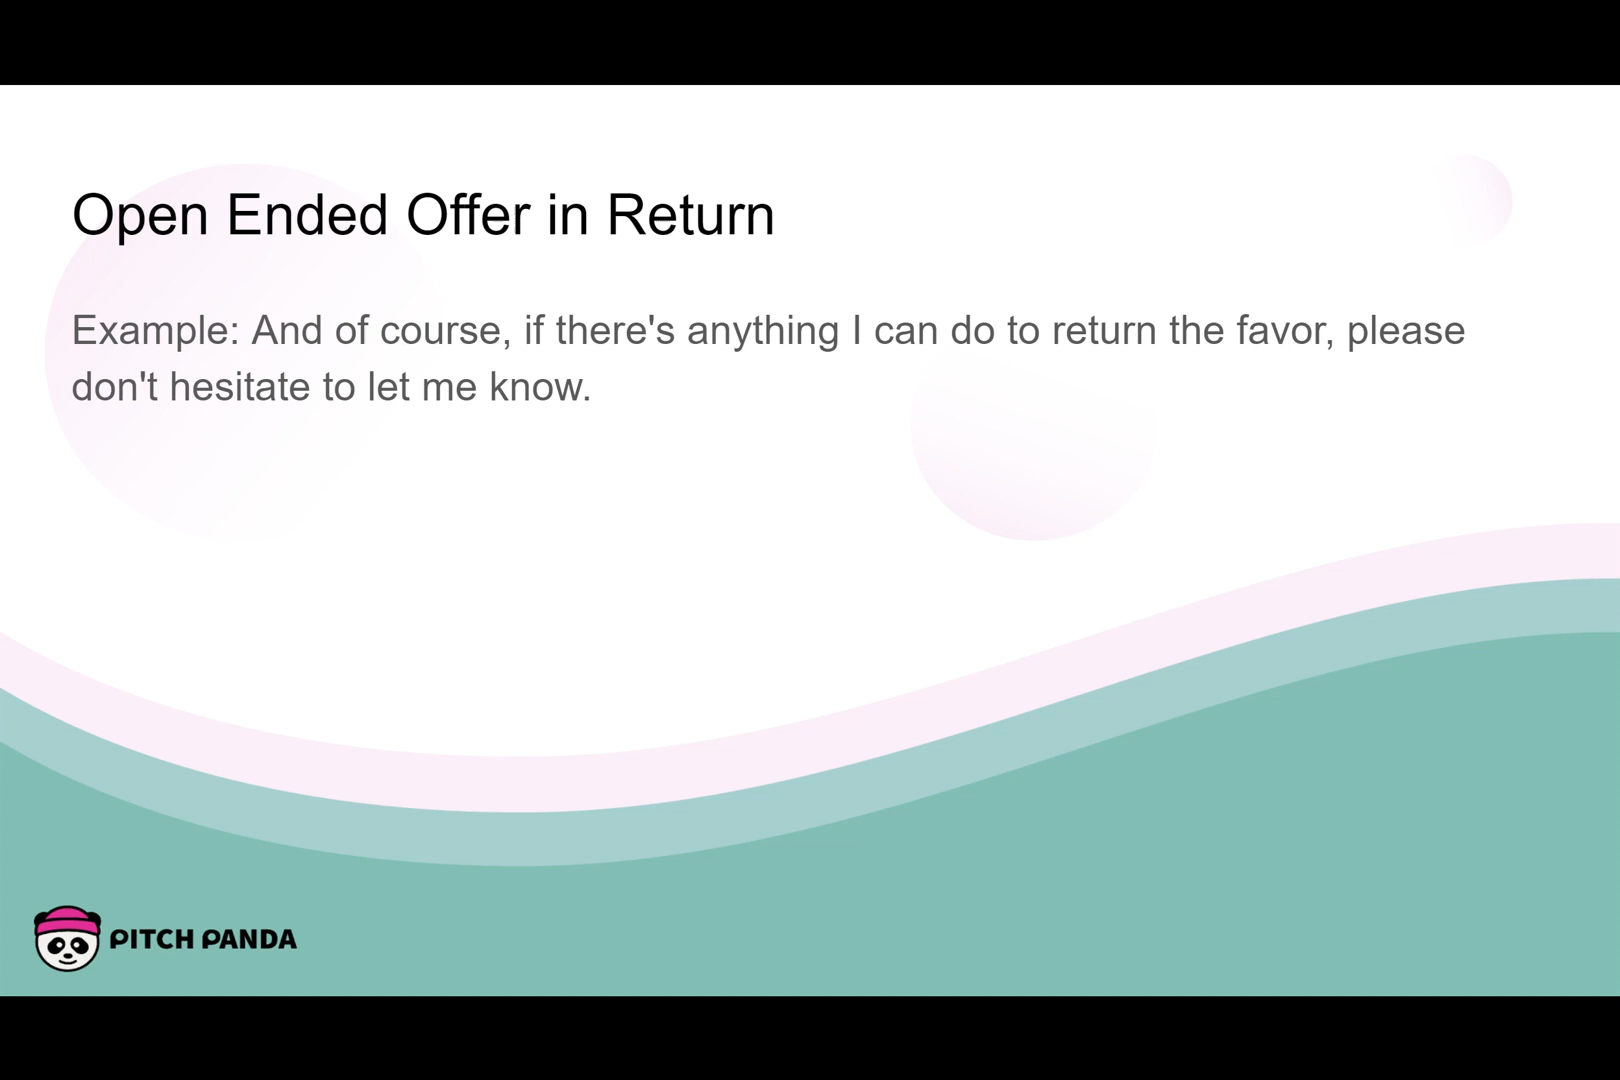 Open Ended Offer in Return
Example: And of course, if there's anything I can do to return the favor, please
don't hesitate to let me know.
PITCH PANDA